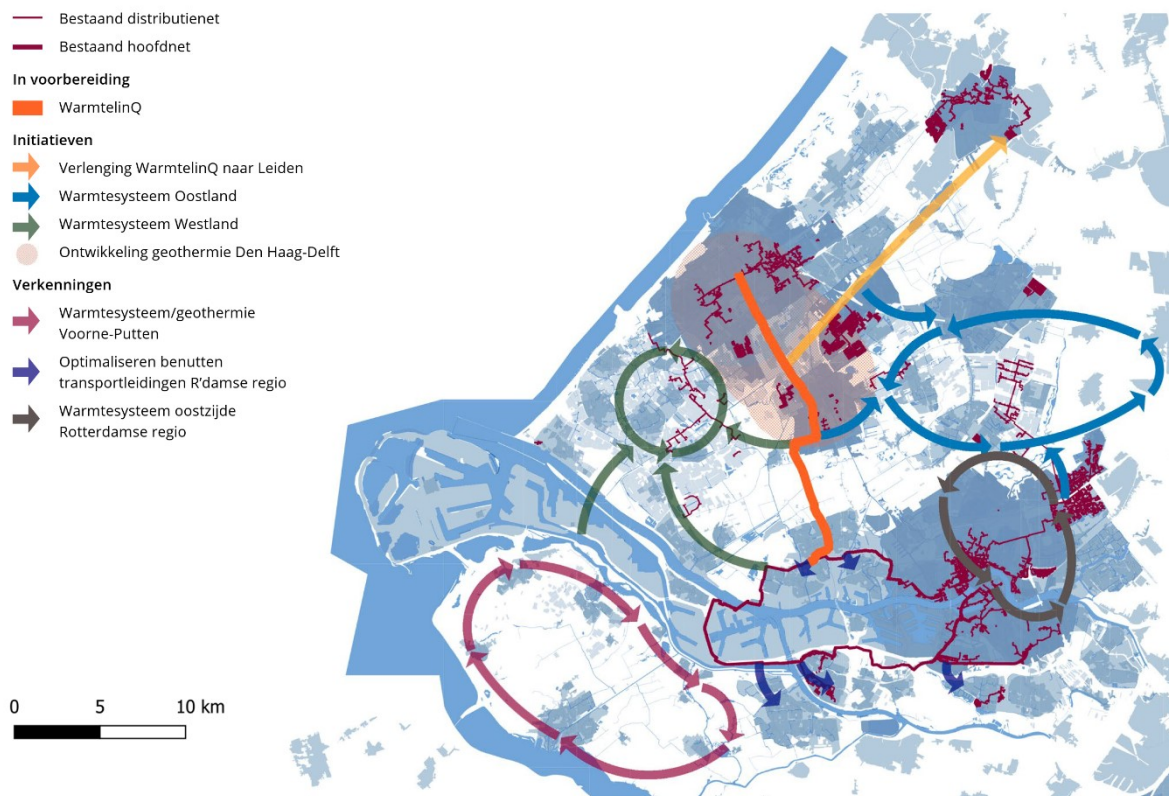 Bestaand distributienet
Bestaand hoofdnet
In voorbereiding
WarmtelinQ
Initiatieven
Verlenging WarmtelinQ naar Leiden
Warmtesysteem Oostland
Warmtesysteem Westland
Ontwikkeling geothermie Den Haag-Delft
Verkenningen
Warmtesysteem/geothermie
Voorne-Putten
Optimaliseren benutten
transportleidingen R'damse regio
Warmtesysteem oostzijde
Rotterdamse regio
0 5 10 km